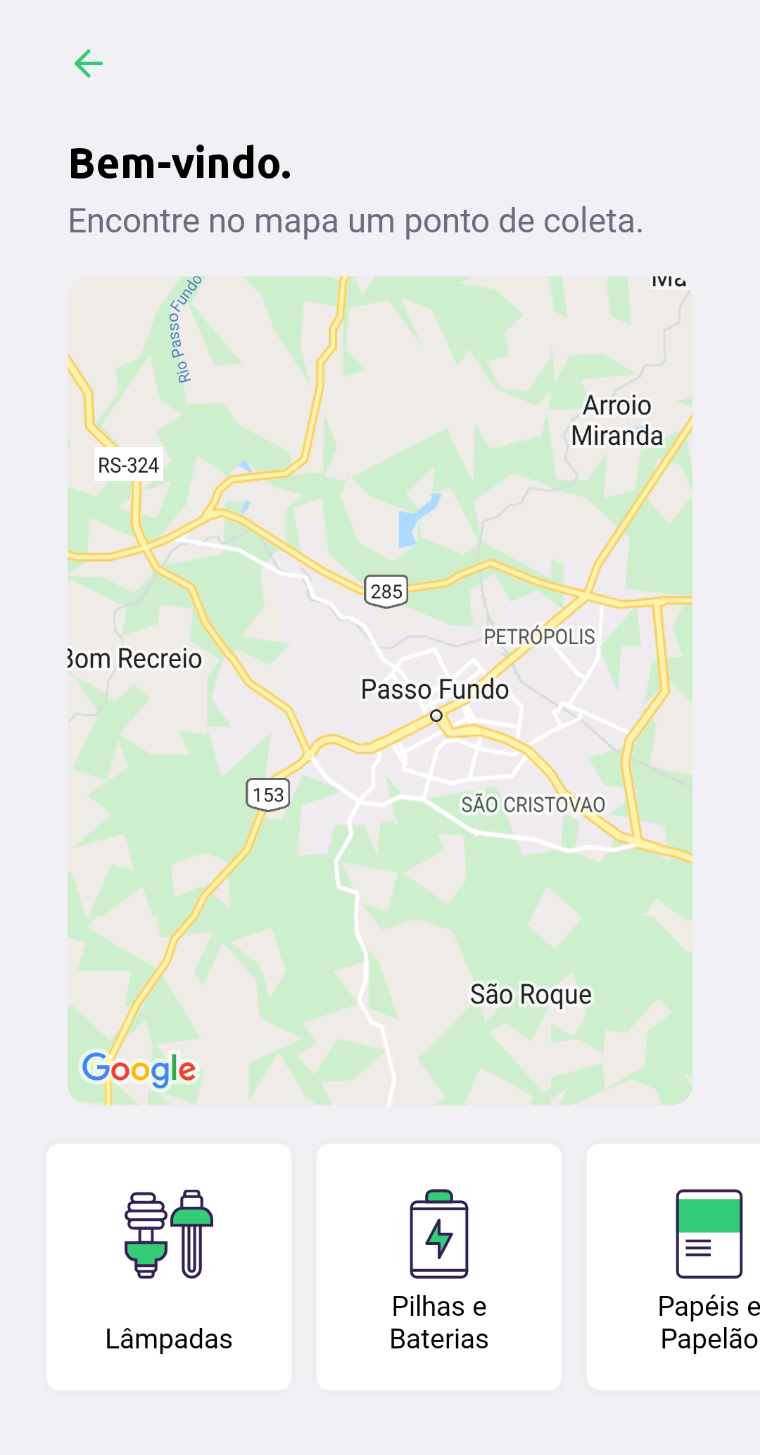 Bem-vindo.
Encontre no mapa um ponto de coleta.
Rio Passo Fundo
Arroio
Miranda
RS-324
285
PETRÓPOLIS
Bom Recreio
Passo Fundo
153
SÃO CRISTOVAO
São Roque
Google
Lâmpadas
Pilhas e
Baterias
Papéis e
Papelão